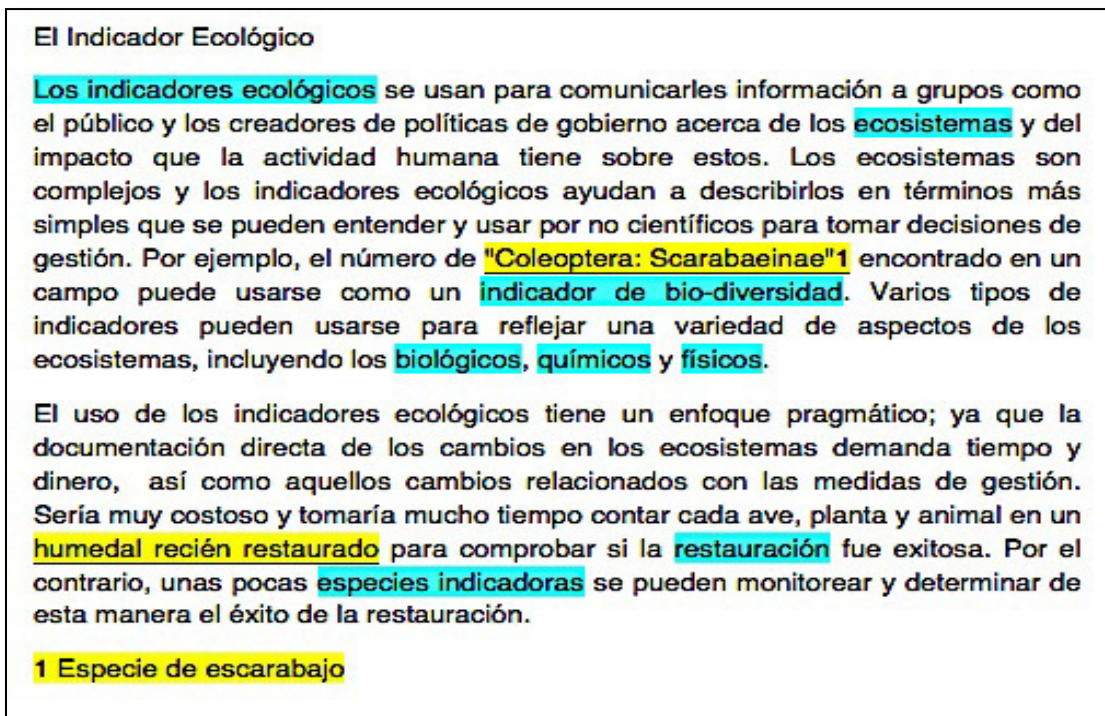 El Indicador Ecológico
Los indicadores ecológicos se usan para comunicarles información a grupos como
el público y los creadores de políticas de gobierno acerca de los ecosistemas y del
impacto que la actividad humana tiene sobre estos. Los ecosistemas son
complejos y los indicadores ecológicos ayudan a describirlos en términos más
simples que se pueden entender y usar por no científicos para tomar decisiones de
gestión. Por ejemplo, el número de "Coleoptera: Scarabaeinae"1 encontrado en un
campo puede usarse como un indicador de bio-diversidad. Varios tipos de
indicadores pueden usarse para reflejar una variedad de aspectos de los
ecosistemas, incluyendo los biológicos, químicos y físicos.
El uso de los indicadores ecológicos tiene un enfoque pragmático; ya que la
documentación directa de los cambios en los ecosistemas demanda tiempo y
dinero, así como aquellos cambios relacionados con las medidas de gestión.
Sería muy costoso y tomaría mucho tiempo contar cada ave, planta y animal en un
humedal recién restaurado para comprobar si la restauración fue exitosa. Por el
contrario, unas pocas especies indicadoras se pueden monitorear y determinar de
esta manera el éxito de la restauración.
1 Especie de escarabajo